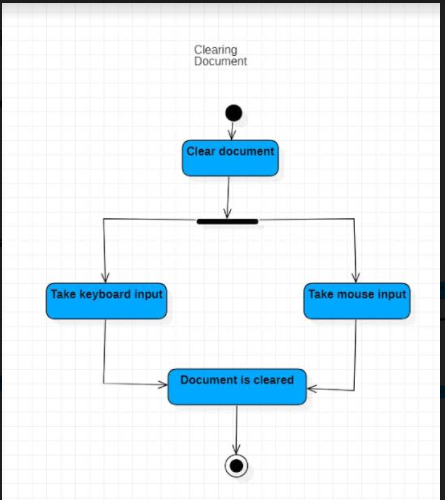 Clearing
Document
Clear document
Take keyboard input
Take mouse input
Document is cleared